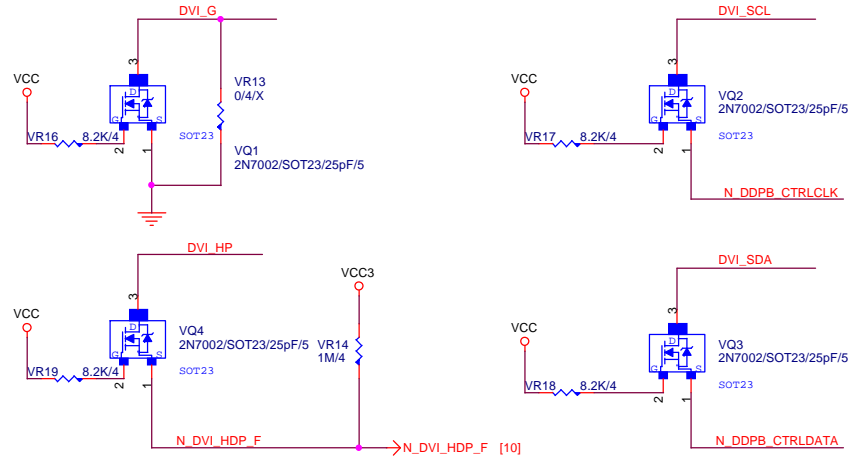 DVI_G
3
VCC
D
G
S
VR16
8.2K/4
2
1
SOT23
VR13
0/4/X
VQ1
2N7002/SOT23/25pF/5
DVI_SCL
3
VCC
D
G
S
VR17
8.2K/4
2
1
VQ2
2N7002/SOT23/25pF/5
SOT23
N_DDPB_CTRLCLK
DVI_HP
3
VCC
D
G
S
VR19
8.2K/4
2
1
VQ4
2N7002/SOT23/25pF/5
SOT23
VCC3
VR14
1M/4
N_DVI_HDP_F
N_DVI_HDP_F [10]
DVI_SDA
3
VCC
D
G
S
VR18
8.2K/4
2
1
VQ3
2N7002/SOT23/25pF/5
SOT23
N_DDPB_CTRLDATA